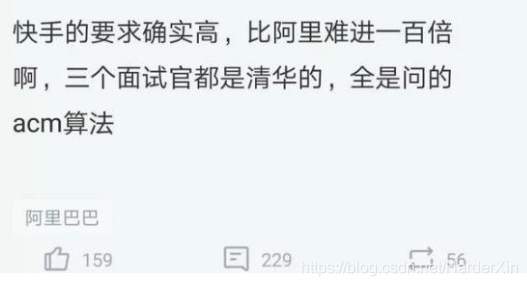 快手的要求确实高，比阿里难进一百倍
啊，三个面试官都是清华的，全是问的
acm算法
阿里巴巴
159 229 56
https://blog.csdn.net/HarderXin